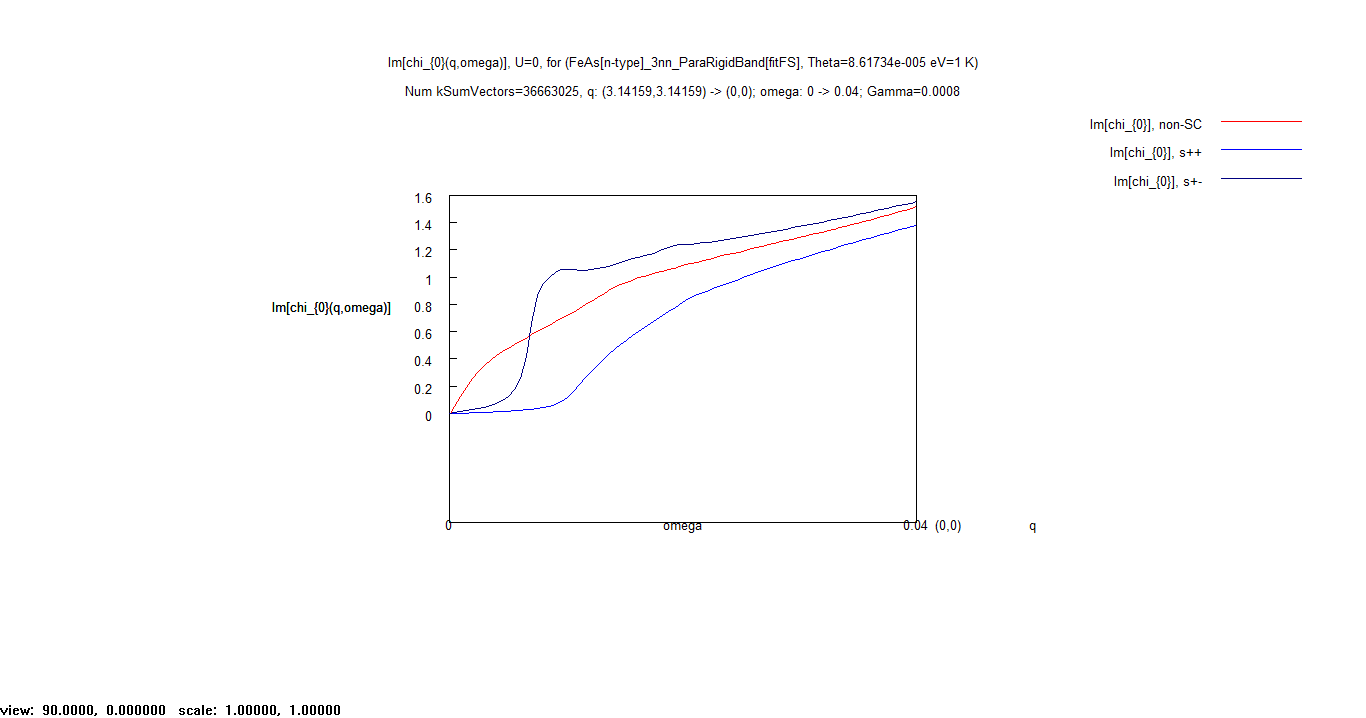 Im[chi_{0}(q,omega)], U=0, for (FeAs[n-type]_3nn_ParaRigidBand[fitFS], Theta=8.61734e-005 eV=1 K)
Num kSumVectors=36663025, q: (3.14159,3.14159) -> (0,0); omega: 0 -> 0.04; Gamma=0.0008
Im[chi_{0}], non-SC
Im[chi_{0}], s++
Im[chi_{0}], s+-
1.6
1.4
1.2
1
0.8
Im[chi_{0}(q,omega)]
0.6
0.4
0.2
0
0 omega 0.04 (0,0) q
view: 90.0000, 0.000000 scale: 1.00000, 1.00000